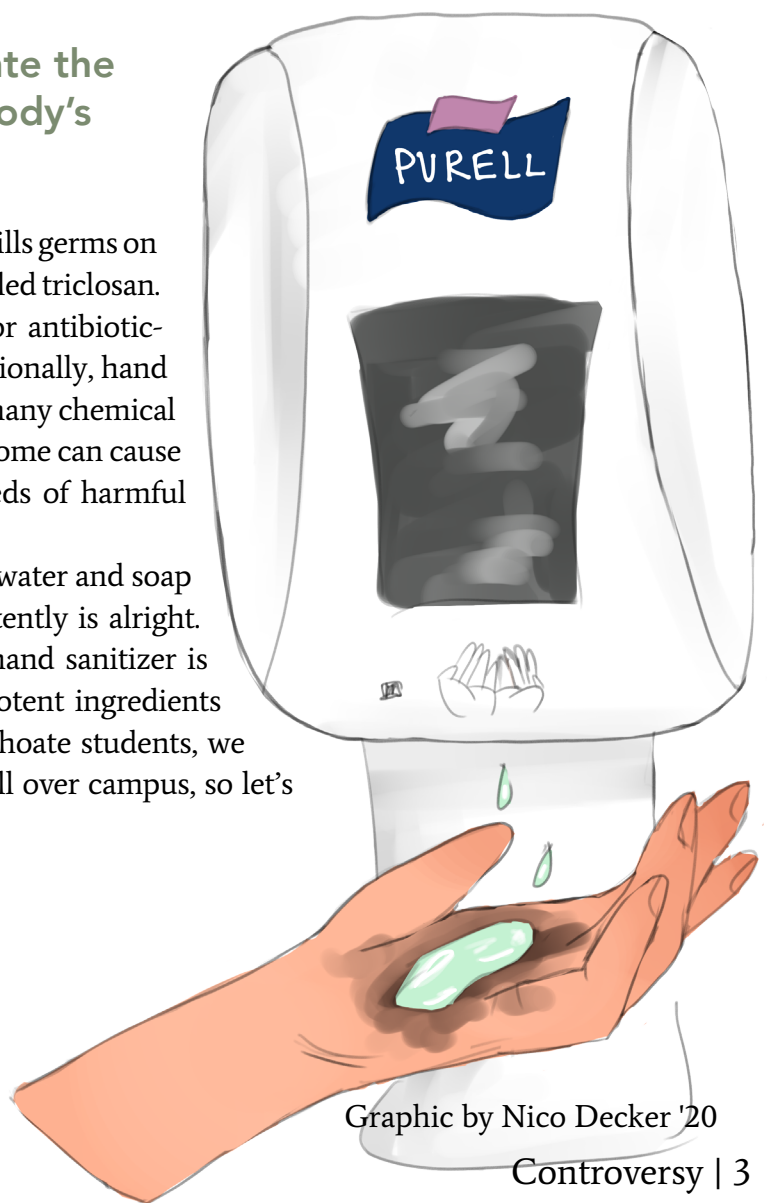 ate the
ody's
PURELL
ills germs on
led triclosan.
or antibiotic-
ionally, hand
many chemical
ome can cause
eds of harmful
water and soap
tently is alright.
hand sanitizer is
otent ingredients
hoate students, we
ll over campus, so let's
Graphic by Nico Decker '20
Controversy | 3